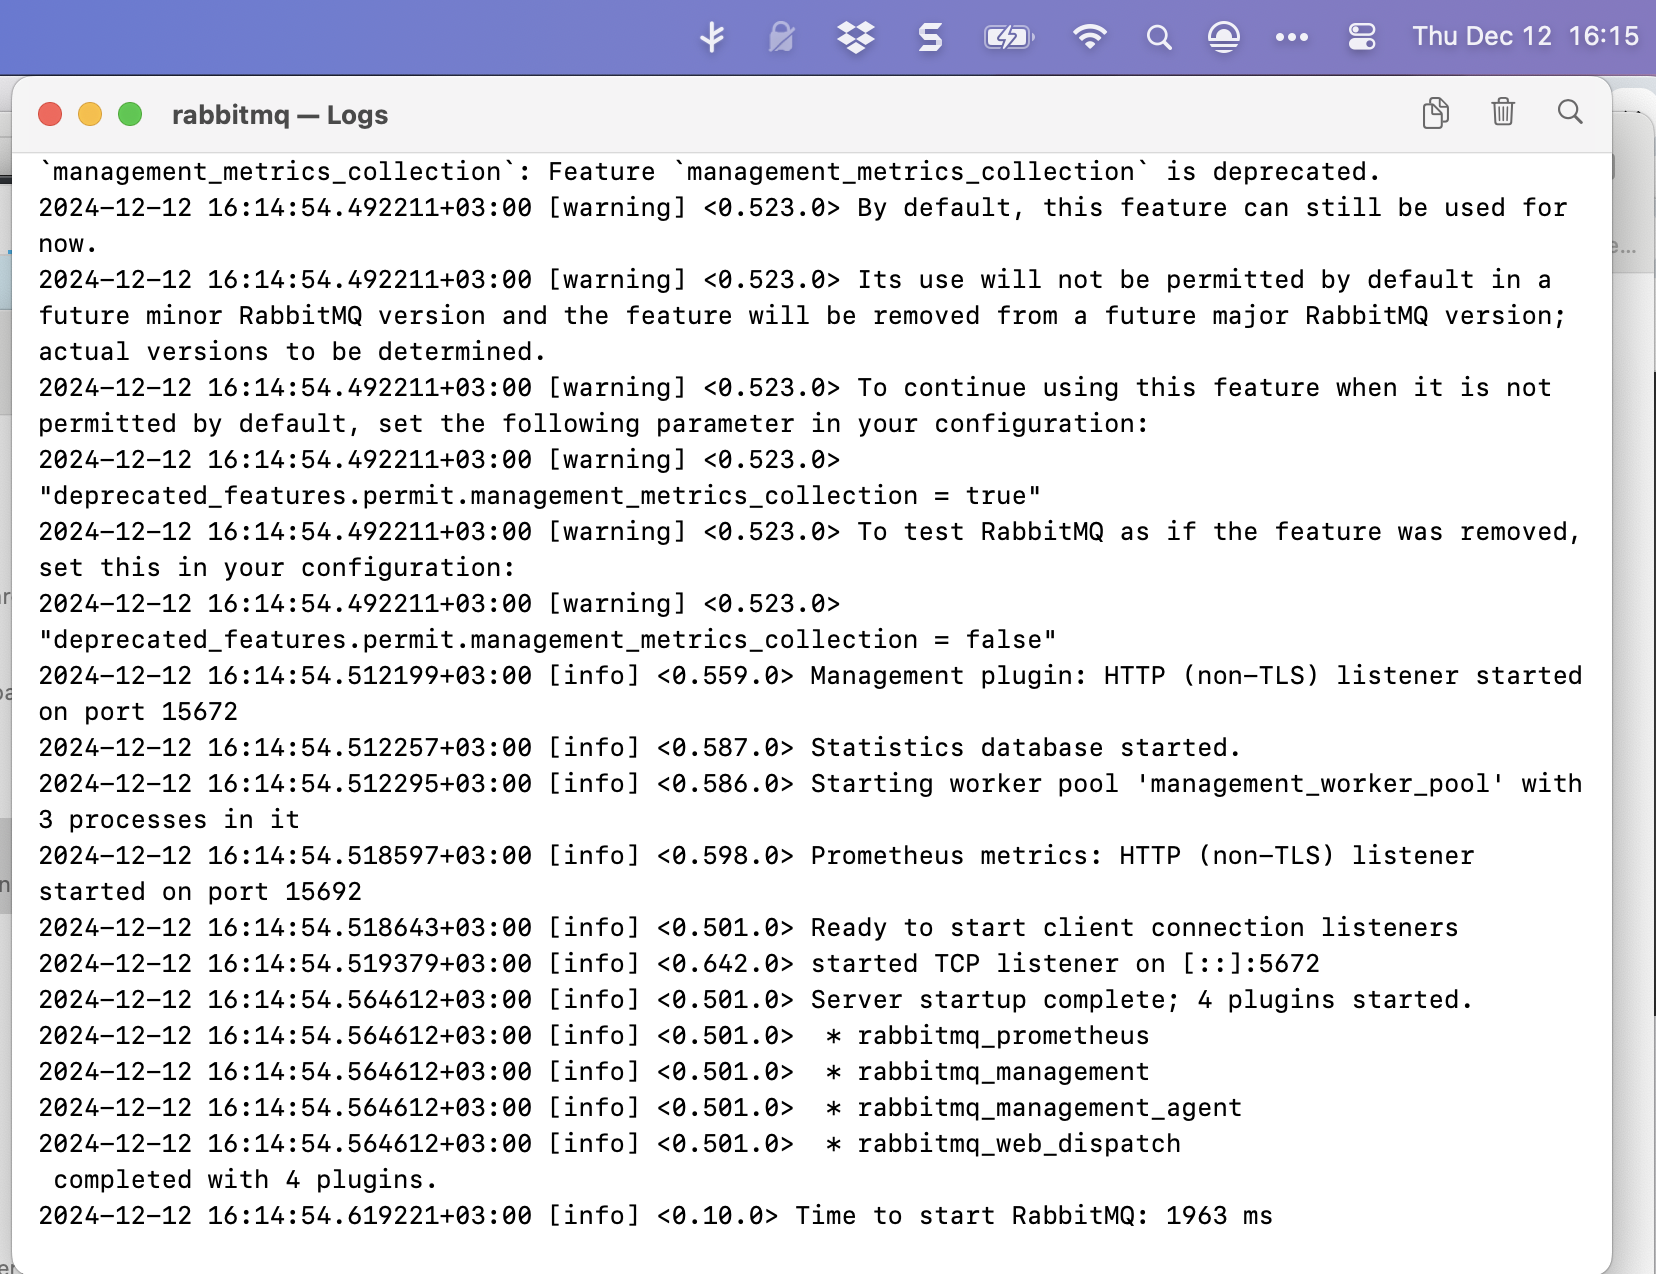 Thu Dec 12 16:15
rabbitmq — Logs
`management_metrics_collection`: Feature `management_metrics_collection` is deprecated.
2024-12-12 16:14:54.492211+03:00 [warning] <0.523.0> By default, this feature can still be used for
now.
2024-12-12 16:14:54.492211+03:00 [warning] <0.523.0> Its use will not be permitted by default in a
future minor RabbitMQ version and the feature will be removed from a future major RabbitMQ version;
actual versions to be determined.
2024-12-12 16:14:54.492211+03:00 [warning] <0.523.0> To continue using this feature when it is not
permitted by default, set the following parameter in your configuration:
2024-12-12 16:14:54.492211+03:00 [warning] <0.523.0>
"deprecated_features.permit.management_metrics_collection = true"
2024-12-12 16:14:54.492211+03:00 [warning] <0.523.0> To test RabbitMQ as if the feature was removed,
set this in your configuration:
2024-12-12 16:14:54.492211+03:00 [warning] <0.523.0>
"deprecated_features.permit.management_metrics_collection = false"
2024-12-12 16:14:54.512199+03:00 [info] <0.559.0> Management plugin: HTTP (non-TLS) listener started
on port 15672
2024-12-12 16:14:54.512257+03:00 [info] <0.587.0> Statistics database started.
2024-12-12 16:14:54.512295+03:00 [info] <0.586.0> Starting worker pool 'management_worker_pool' with
3 processes in it
2024-12-12 16:14:54.518597+03:00 [info] <0.598.0> Prometheus metrics: HTTP (non-TLS) listener
started on port 15692
2024-12-12 16:14:54.518643+03:00 [info] <0.501.0> Ready to start client connection listeners
2024-12-12 16:14:54.519379+03:00 [info] <0.642.0> started TCP listener on [::]:5672
2024-12-12 16:14:54.564612+03:00 [info] <0.501.0> Server startup complete; 4 plugins started.
2024-12-12 16:14:54.564612+03:00 [info] <0.501.0>  * rabbitmq_prometheus
2024-12-12 16:14:54.564612+03:00 [info] <0.501.0>  * rabbitmq_management
2024-12-12 16:14:54.564612+03:00 [info] <0.501.0>  * rabbitmq_management_agent
2024-12-12 16:14:54.564612+03:00 [info] <0.501.0>  * rabbitmq_web_dispatch
 completed with 4 plugins.
2024-12-12 16:14:54.619221+03:00 [info] <0.10.0> Time to start RabbitMQ: 1963 ms